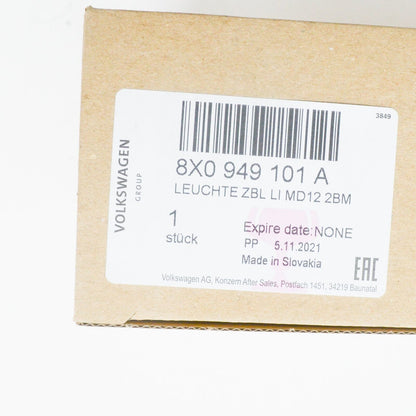 3849
VOLKSWAGEN
GROUP
8X0 949 101 A
LEUCHTE ZBL LI MD12 2BM
1
stück
Expire date: NONE
PP 5.11.2021
Made in Slovakia
EAC
Volkswagen AG, Konzern After Sales, Postfach 1451, 34219 Baunatal